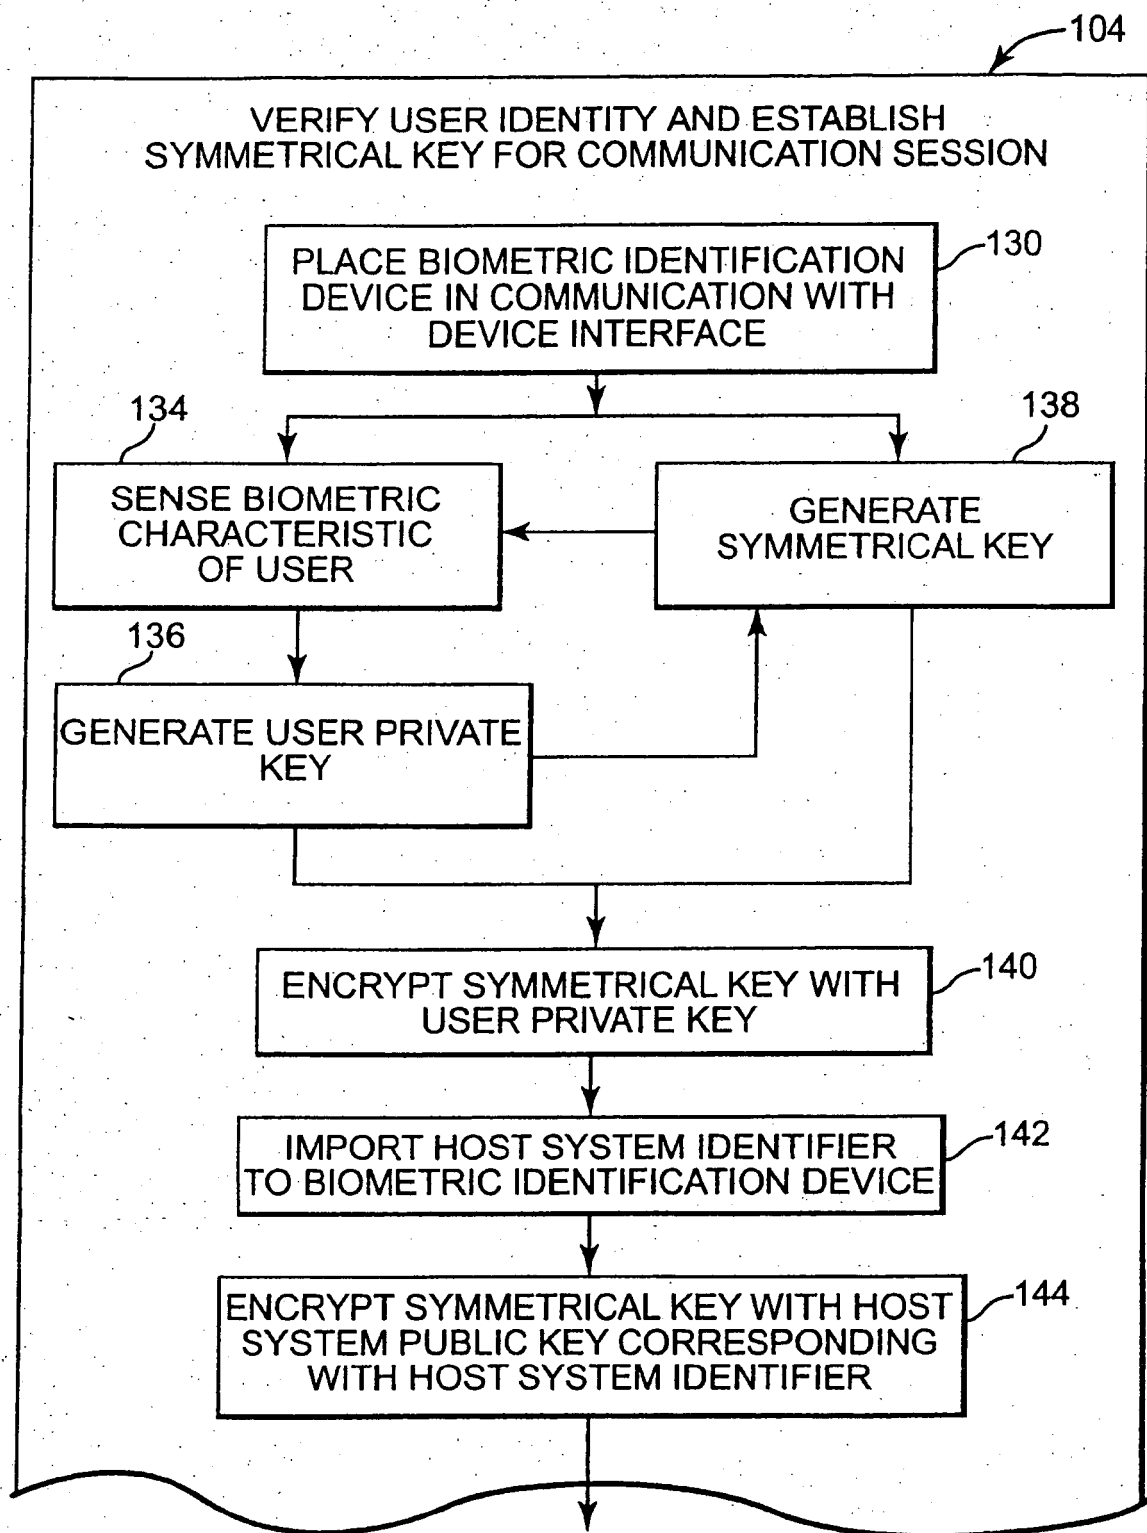 104
VERIFY USER IDENTITY AND ESTABLISH
SYMMETRICAL KEY FOR COMMUNICATION SESSION
130
PLACE BIOMETRIC IDENTIFICATION
DEVICE IN COMMUNICATION WITH
DEVICE INTERFACE
134
138
SENSE BIOMETRIC
CHARACTERISTIC
OF USER
GENERATE
SYMMETRICAL KEY
136
GENERATE USER PRIVATE
KEY
140
ENCRYPT SYMMETRICAL KEY WITH
USER PRIVATE KEY
142
IMPORT HOST SYSTEM IDENTIFIER
TO BIOMETRIC IDENTIFICATION DEVICE
144
ENCRYPT SYMMETRICAL KEY WITH HOST
SYSTEM PUBLIC KEY CORRESPONDING
WITH HOST SYSTEM IDENTIFIER